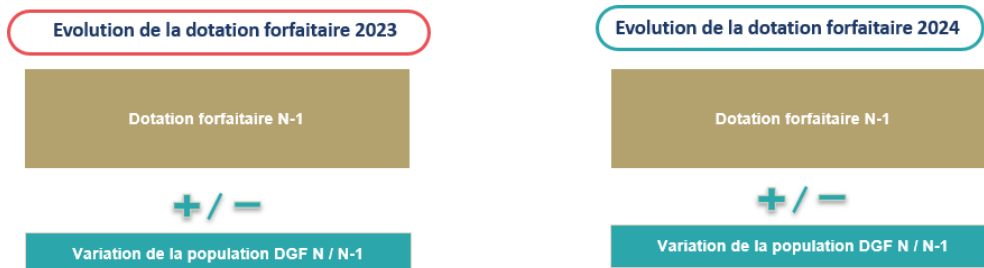 Evolution de la dotation forfaitaire 2023
Dotation forfaitaire N-1
+ / -
Variation de la population DGF N / N-1
Evolution de la dotation forfaitaire 2024
Dotation forfaitaire N-1
+ / -
Variation de la population DGF N / N-1